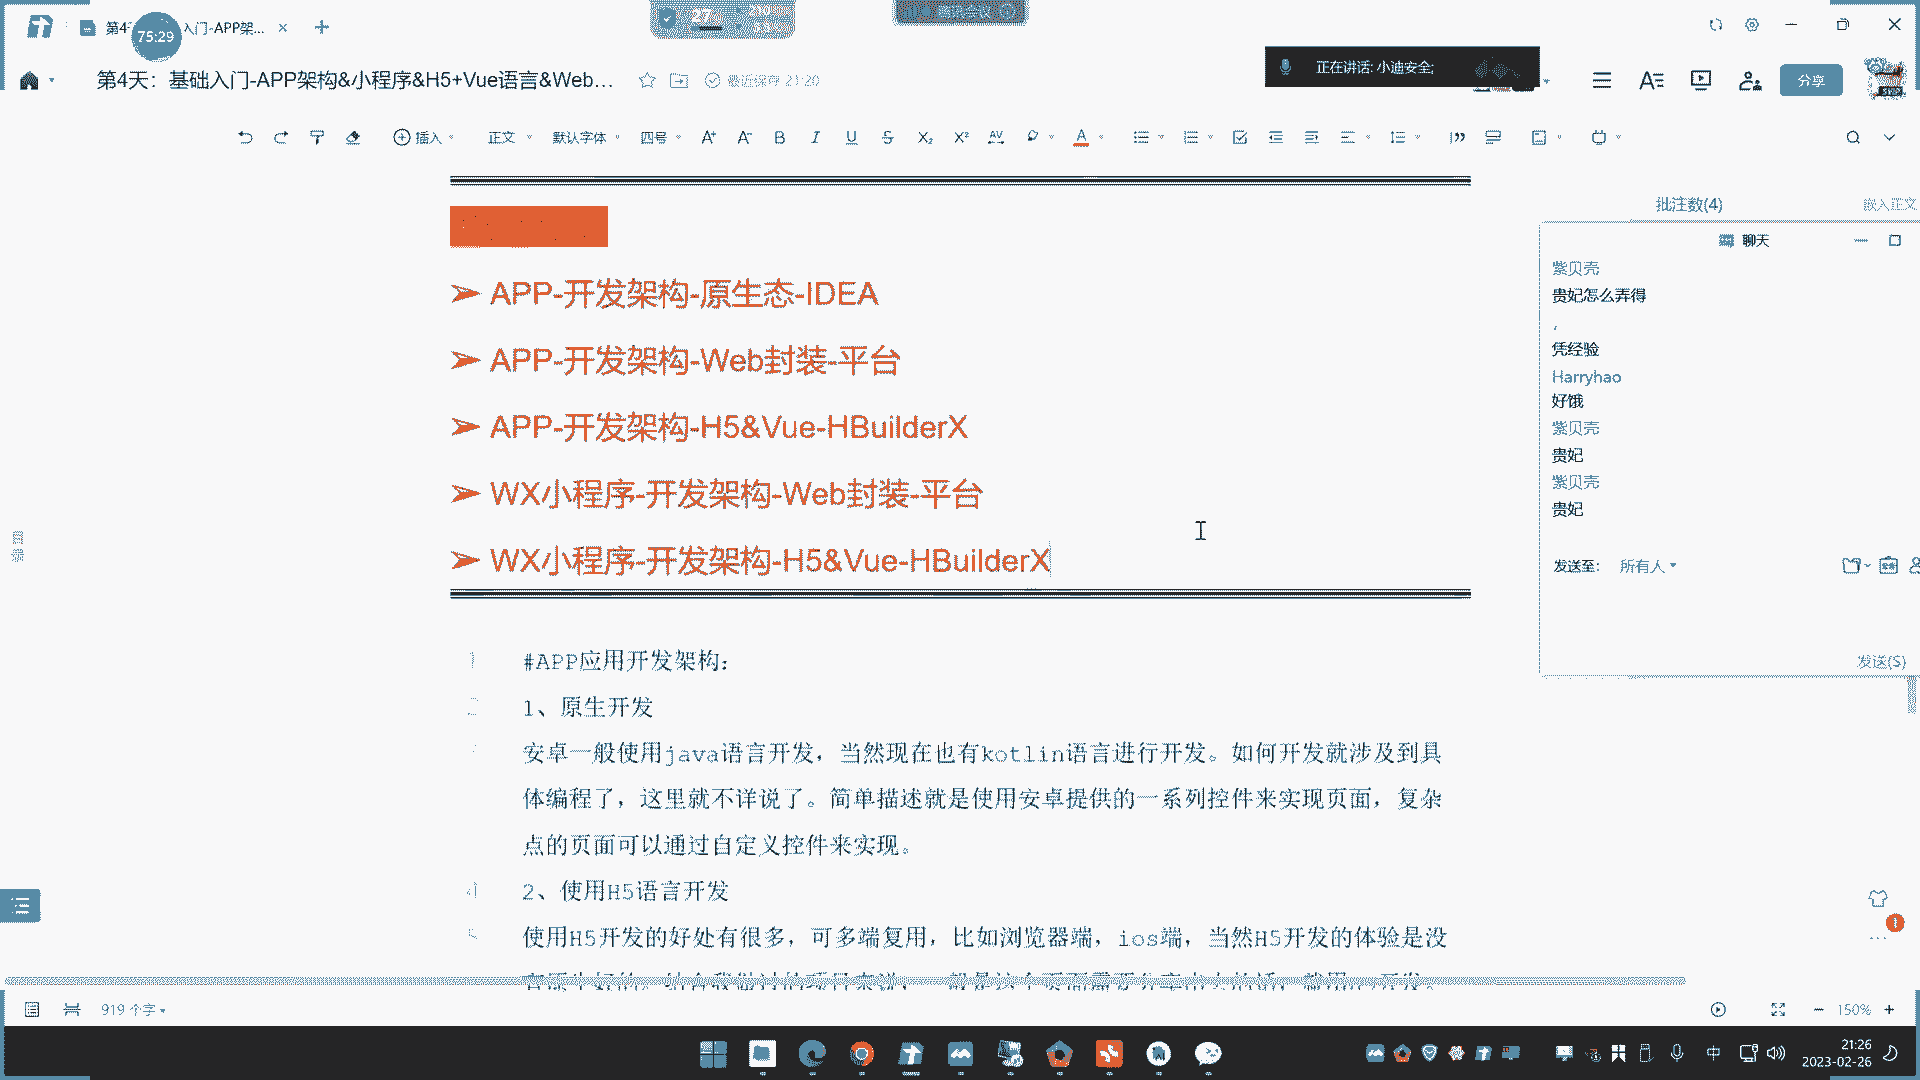 75:29
入门-APP架...
27
第4天：基础入门-APP架构&小程序&H5+Vue语言&Web...
最近保存 21:20
正在讲话: 小迪安全;
分享
插入
正文
默认字体
四号
批注数(4)
嵌入正文
APP-开发架构-原生态-IDEA
APP-开发架构-Web封装-平台
APP-开发架构-H5&Vue-HBuilderX
WX小程序-开发架构-Web封装-平台
WX小程序-开发架构-H5&Vue-HBuilderX
聊天
紫贝壳
贵妃怎么弄得
,
凭经验
Harryhao
好饿
紫贝壳
贵妃
紫贝壳
贵妃
发送至：
所有人
发送(S)
目录
1 #APP应用开发架构：
2 1、原生开发
安卓一般使用java语言开发，当然现在也有kotlin语言进行开发。如何开发就涉及到具
体编程了，这里就不详说了。简单描述就是使用安卓提供的一系列控件来实现页面，复杂
点的页面可以通过自定义控件来实现。
4 2、使用H5语言开发
5 使用H5开发的好处有很多，可多端复用，比如浏览器端，ios端，当然H5开发的体验是没
919 个字
150%
中
21:26
2023-02-26